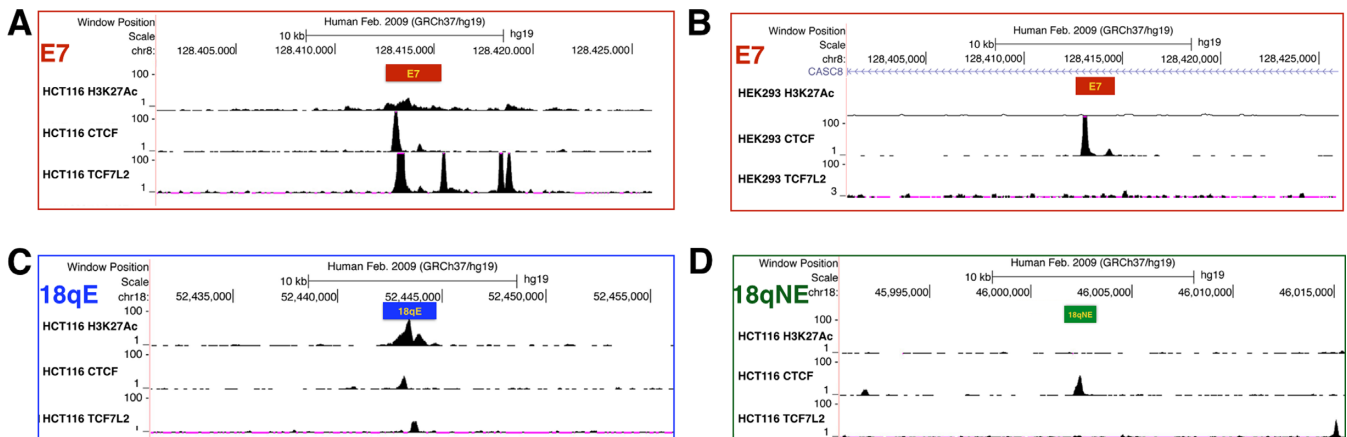 A
E7
Window Position
Human Feb. 2009 (GRCh37/hg19)
Scale
10 kb
hg19
chr8:
128.405.000
128.410.000
128.415.000
128.420.000
128.425,000
100 -
E7
HCT116 H3K27Ac
1
100 -
HCT116 CTCF
1
100 -
HCT116 TCF7L2
1
B
E7
Window Position
Human Feb. 2009 (GRCh37/hg19)
Scale
10 kb
hg19
chr8:
128,405,000
128,410,000
128,415,000
128,420,000
128,425,000
CASC8
E7
HEK293 H3K27Ac
100 -
HEK293 CTCF
1
100 -
HEK293 TCF7L2
3
C
18qE
Window Position
Human Feb. 2009 (GRCh37/hg19)
Scale
10 kb
hg19
chr18:
52,435,000
52,440,000
52,445,000
52,450,000
52,455,000
100 -
18qE
HCT116 H3K27Ac
1
100 -
HCT116 CTCF
1
100 -
HCT116 TCF7L2
D
18qNE
Window Position
Human Feb. 2009 (GRCh37/hg19)
Scale
10 kb
hg19
chr18:
45,995,000
46,000,000
46,005,000
46,010,000
46,015,000
100 -
18qNE
HCT116 H3K27Ac
1
100 -
HCT116 CTCF
1
100 -
HCT116 TCF7L2
1